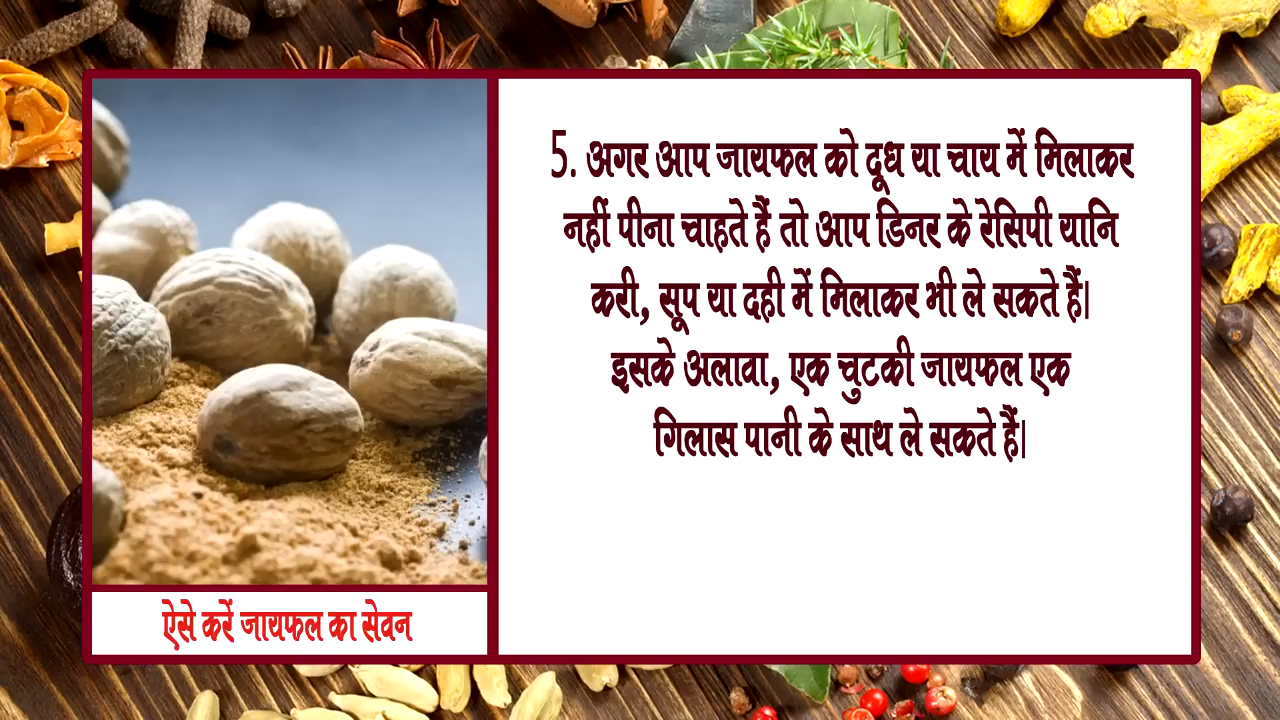 5. अगर आप जायफल को दूध या चाय में मिलाकर
नहीं पीना चाहते हैं तो आप डिनर के रेसिपी यानि
करी, सूप या दही में मिलाकर भी ले सकते हैं|
इसके अलावा, एक चुटकी जायफल एक
गिलास पानी के साथ ले सकते हैं|
ऐसे करें जायफल का सेवन